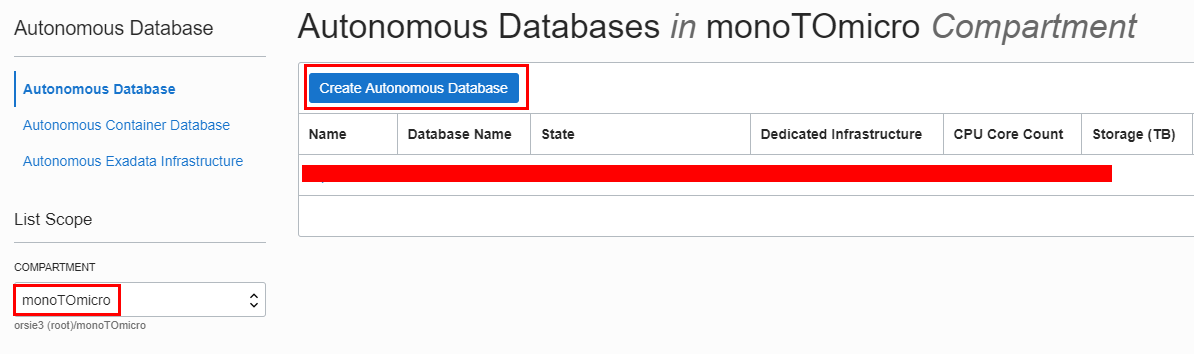 Autonomous Database
Autonomous Database
Autonomous Container Database
Autonomous Exadata Infrastructure
List Scope
COMPARTMENT
monoTOmicro
orsie3 (root)/monoTOmicro
Autonomous Databases in monoTOmicro Compartment
Create Autonomous Database
Name Database Name State Dedicated Infrastructure CPU Core Count Storage (TB)